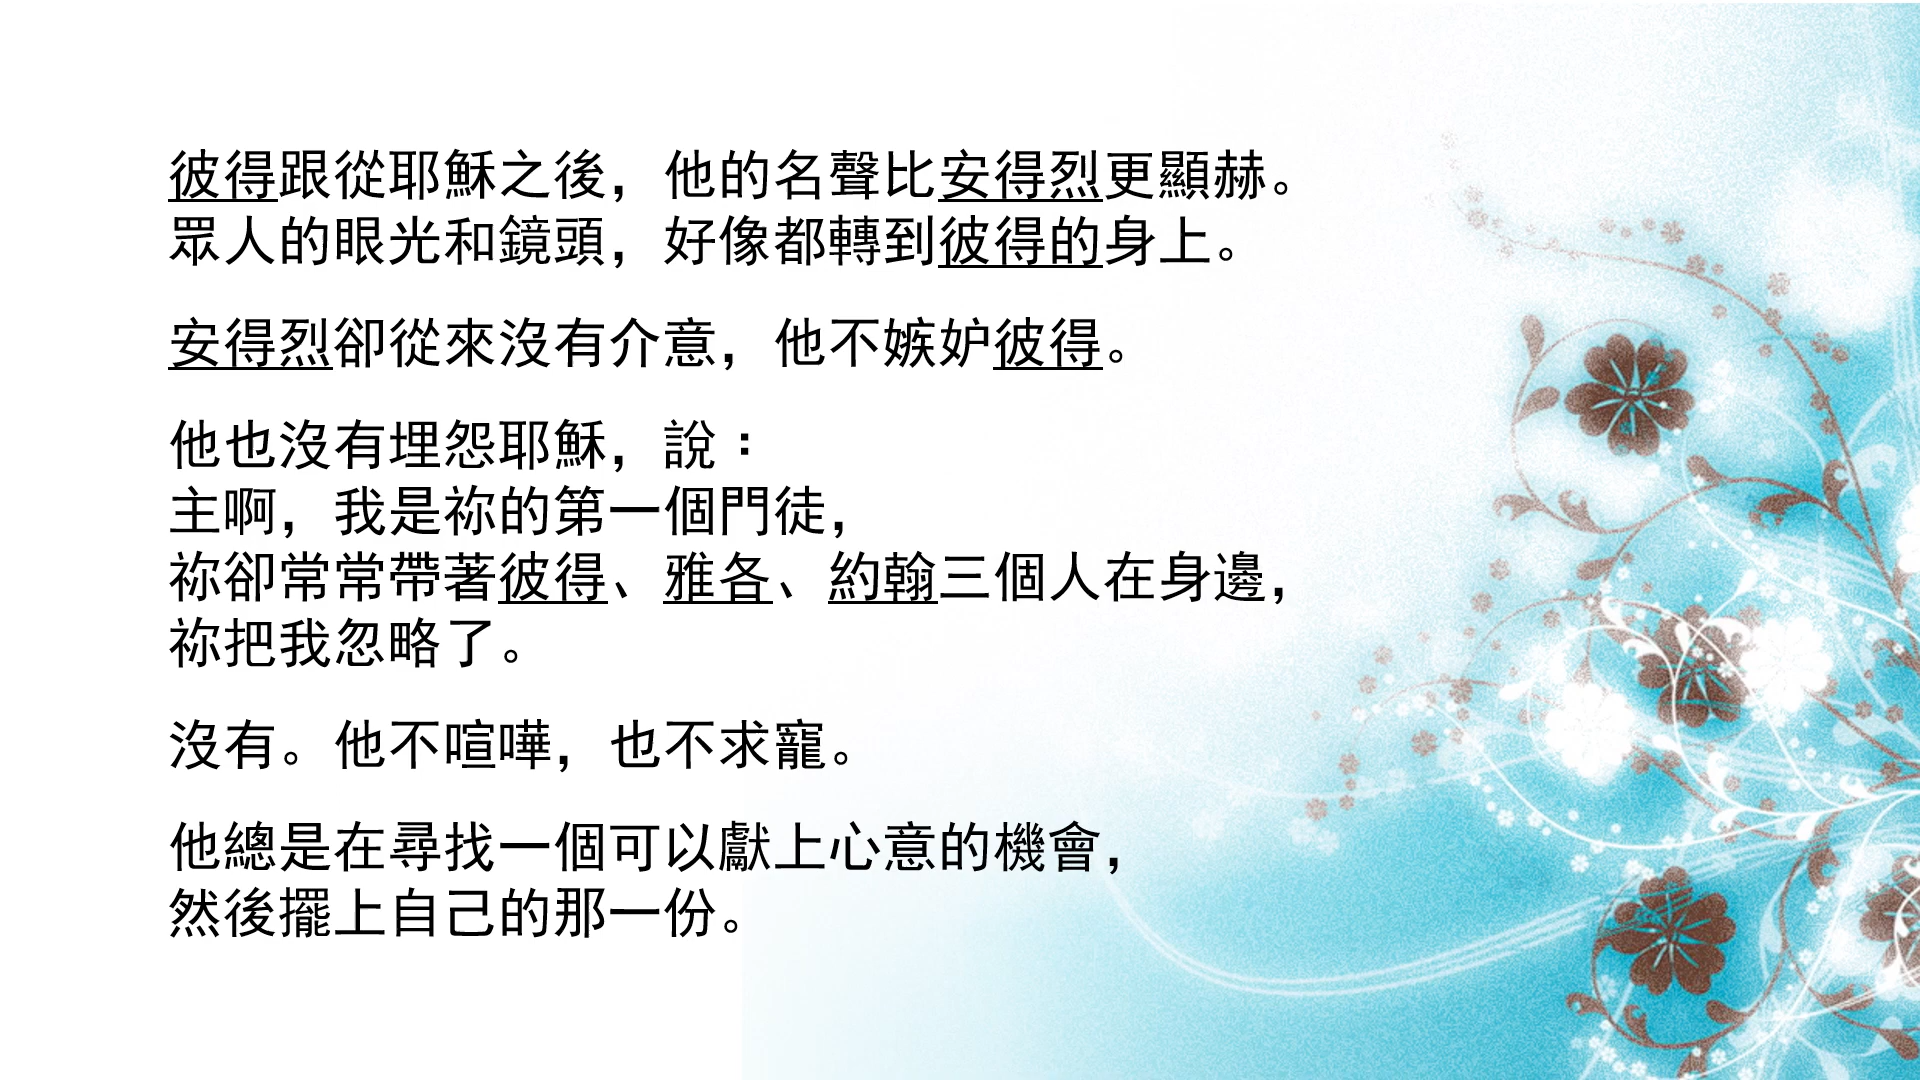 彼得跟從耶穌之後，他的名聲比安得烈更顯赫。
眾人的眼光和鏡頭，好像都轉到彼得的身上。
安得烈卻從來沒有介意，他不嫉妒彼得。
他也沒有埋怨耶穌，說：
主啊，我是祢的第一個門徒，
祢卻常常帶著彼得、雅各、約翰三個人在身邊，
祢把我忽略了。
沒有。他不喧嘩，也不求寵。
他總是在尋找一個可以獻上心意的機會，
然後擺上自己的那一份。